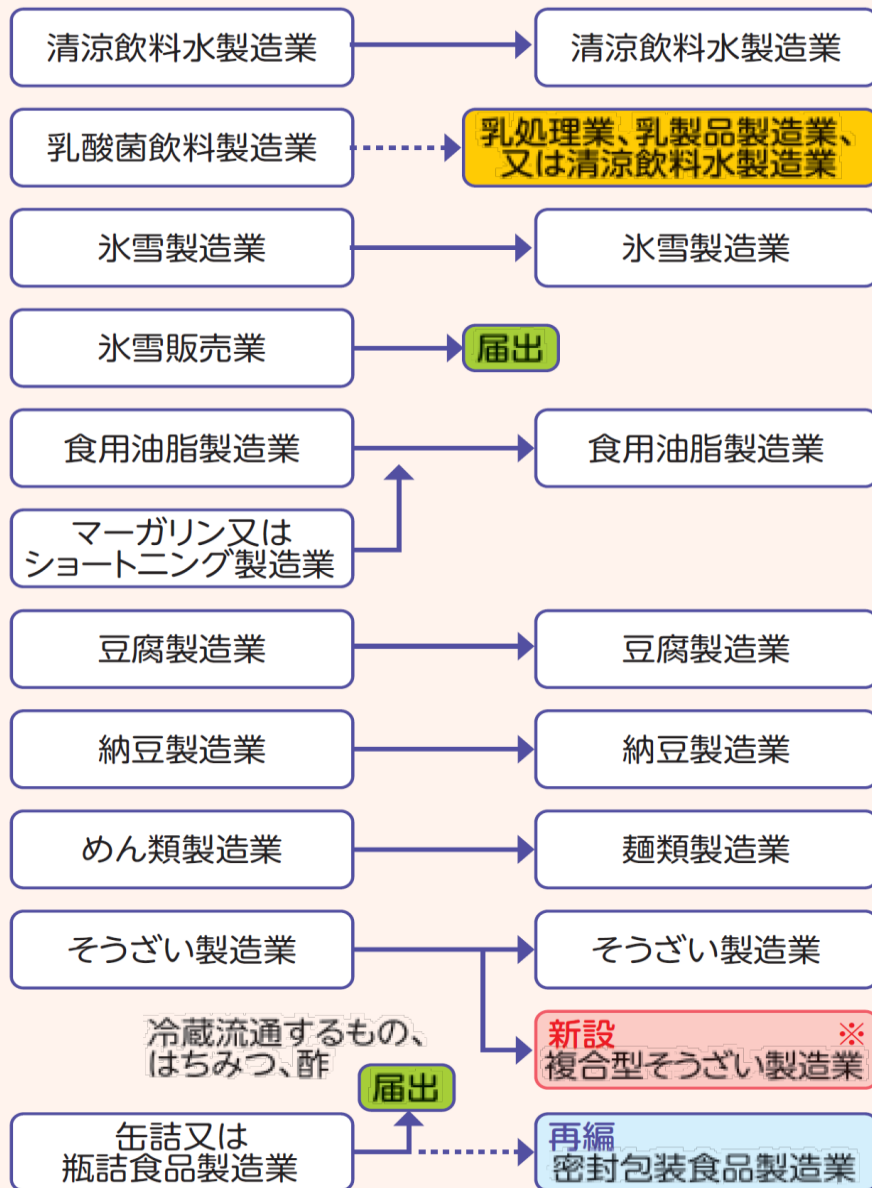 清涼飲料水製造業
清涼飲料水製造業
乳酸菌飲料製造業
乳処理業、乳製品製造業、
又は清涼飲料水製造業
氷雪製造業
氷雪製造業
氷雪販売業
届出
食用油脂製造業
食用油脂製造業
マーガリン又は
ショートニング製造業
豆腐製造業
豆腐製造業
納豆製造業
納豆製造業
めん類製造業
麺類製造業
そうざい製造業
そうざい製造業
新設 ※
複合型そうざい製造業
冷蔵流通するもの、
はちみつ、酢
届出
缶詰又は
瓶詰食品製造業
再編
密封包装食品製造業